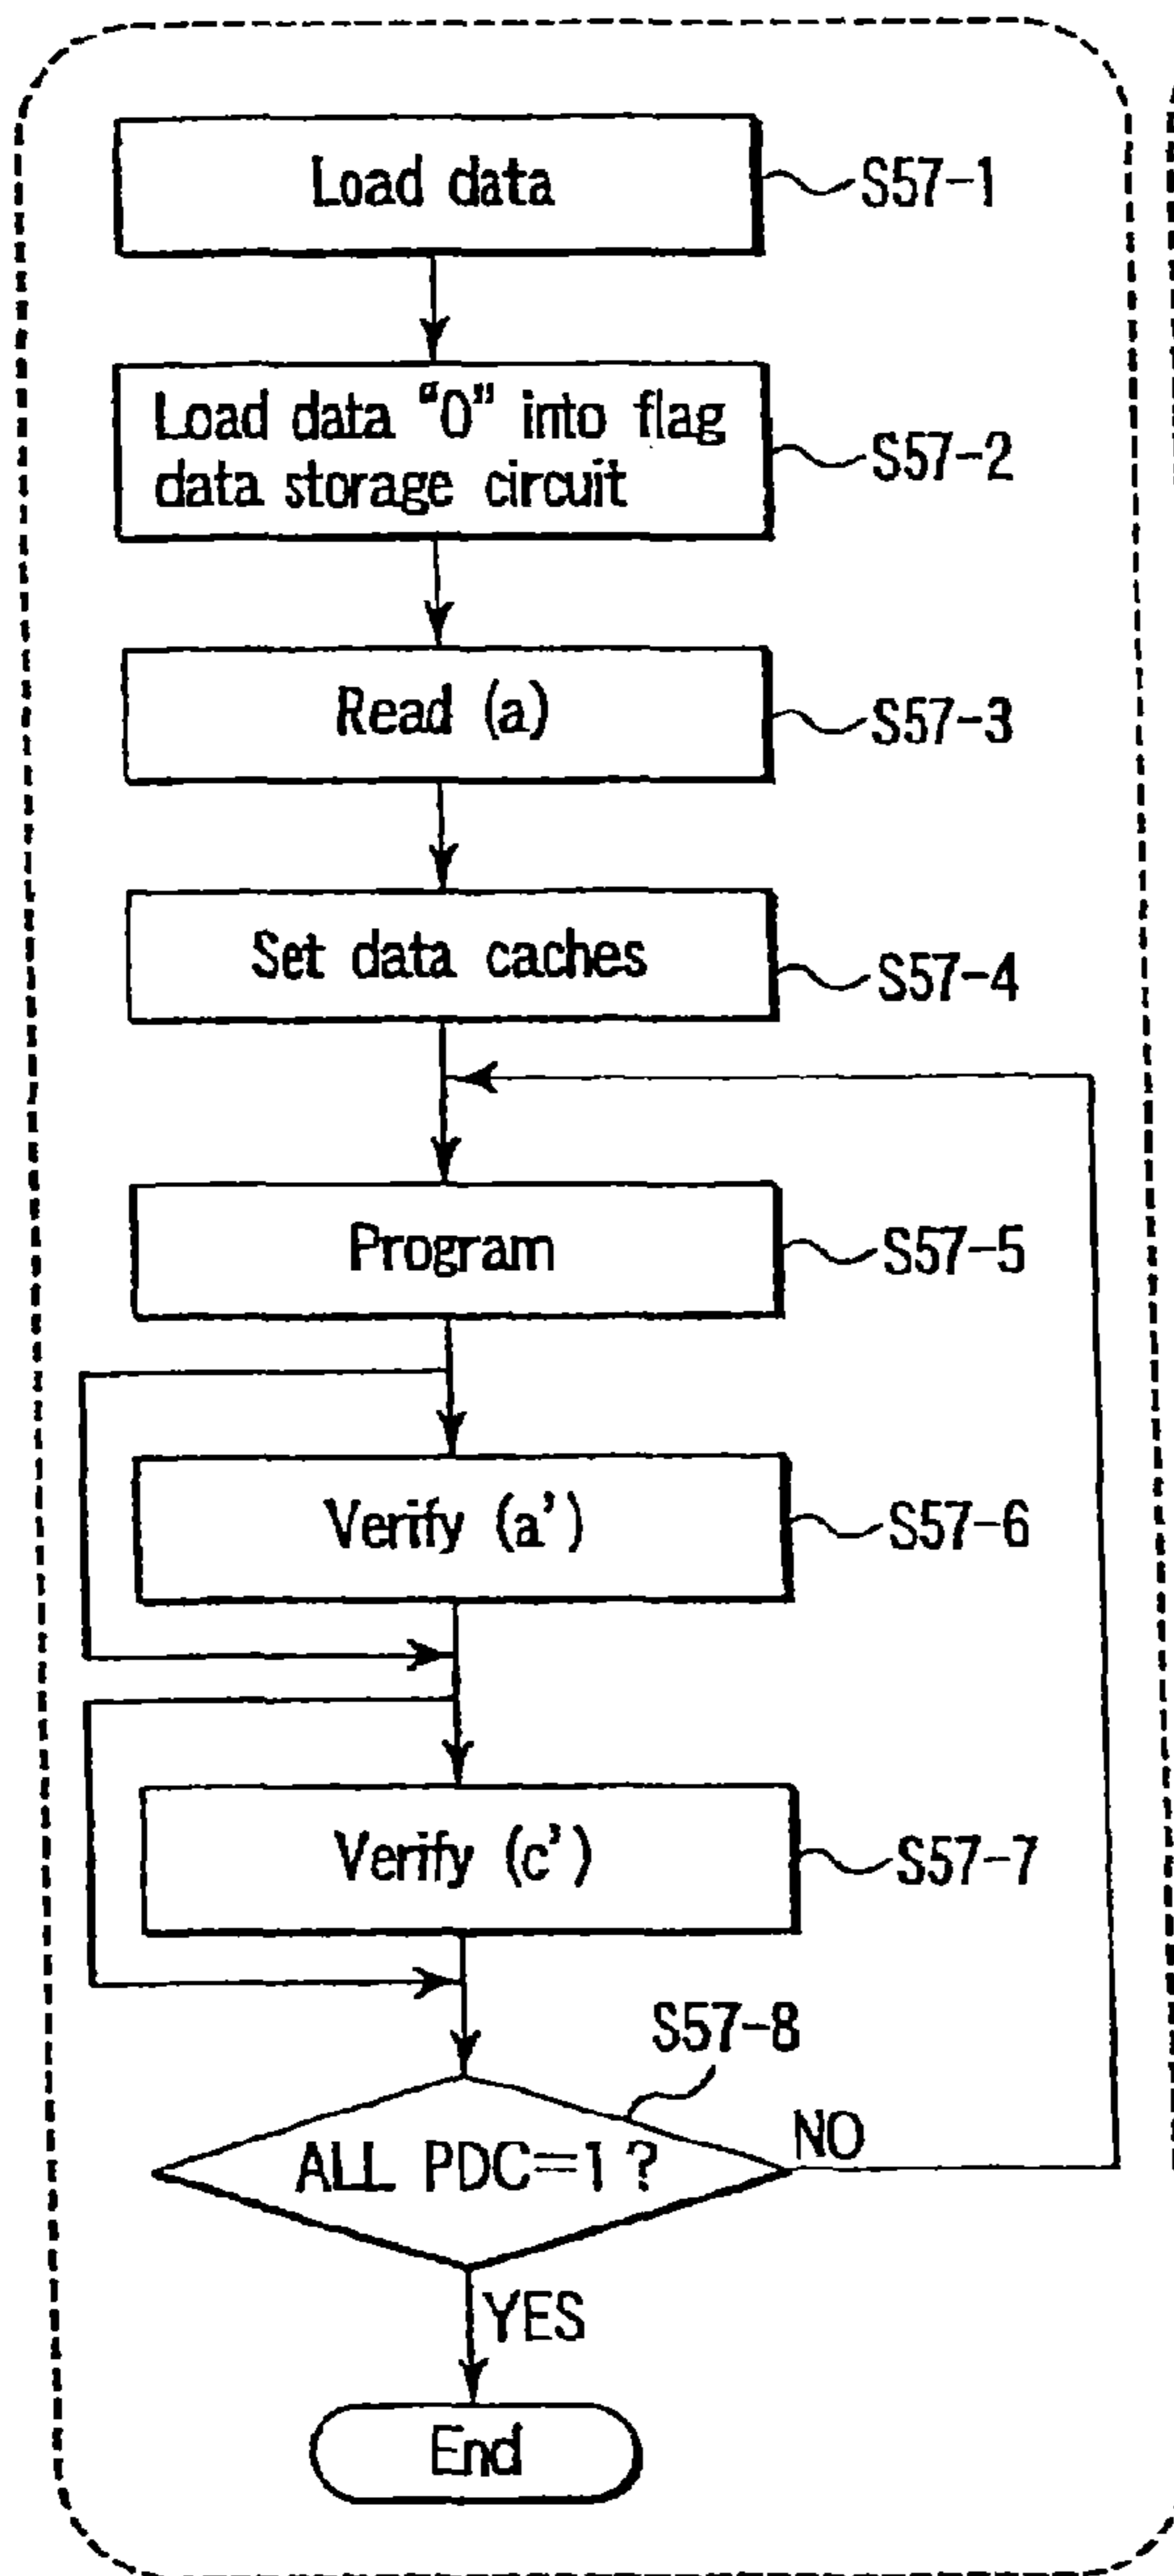 Load data
S57-1
Load data "0" into flag
data storage circuit
S57-2
Read (a)
S57-3
Set data caches
S57-4
Program
S57-5
Verify (a')
S57-6
Verify (c')
S57-7
S57-8
ALL PDC=1 ?
NO
YES
End